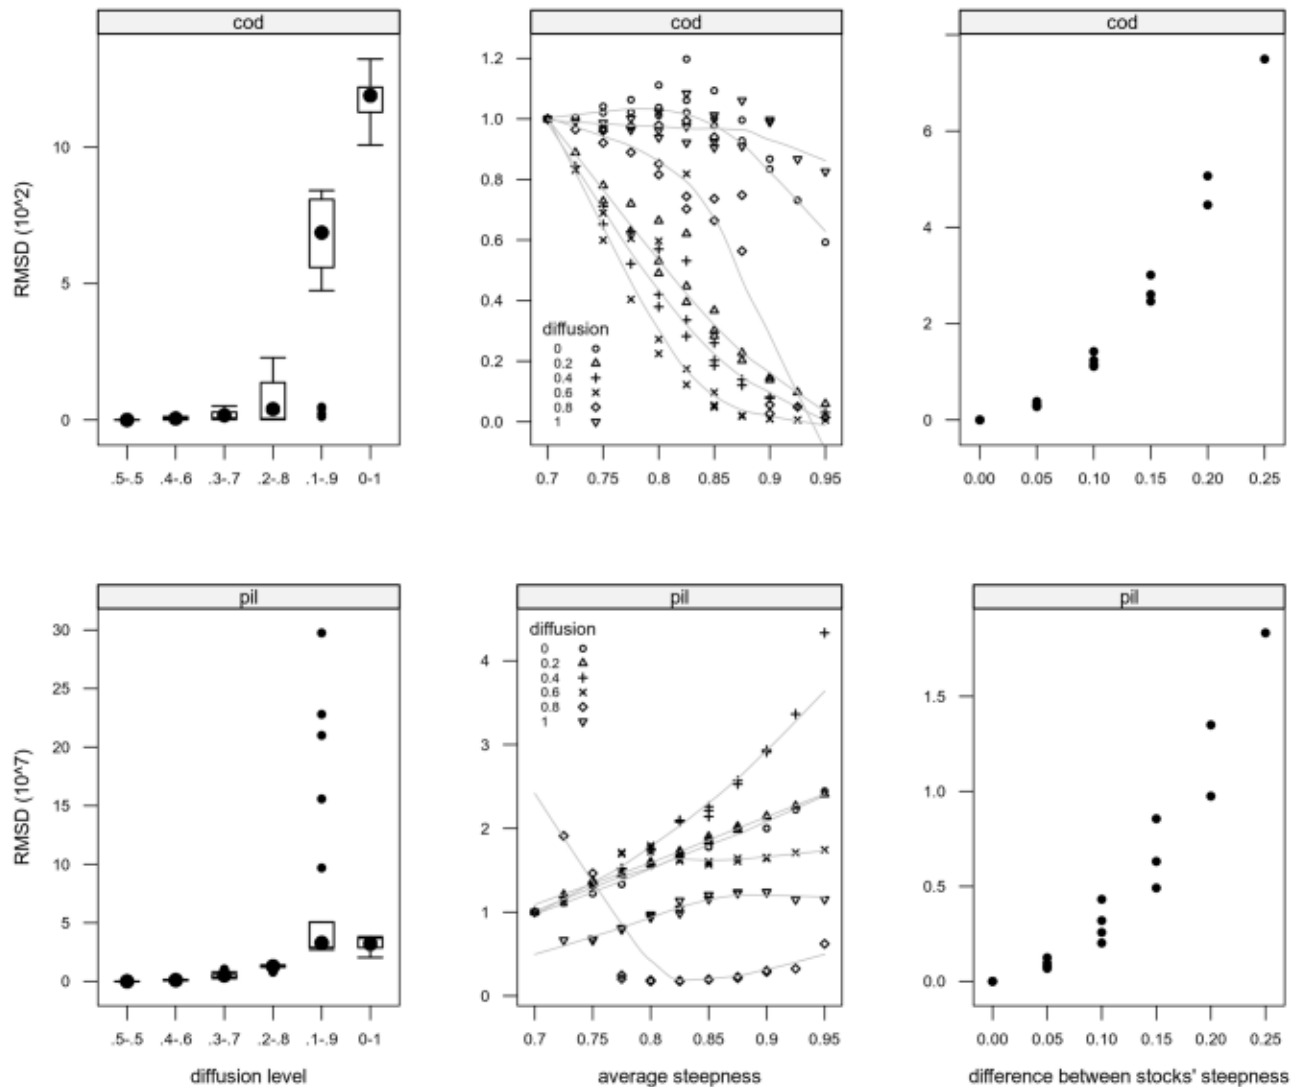 cod
cod
cod
RMSD (10^2)
10
5
0
.5-.5 .4-.6 .3-.7 .2-.8 .1-.9 0-1
1.2
1.0
0.8
0.6
0.4
0.2
0.0
diffusion
0
0.2
0.4
0.6
0.8
1
0.7 0.75 0.8 0.85 0.9 0.95
6
4
2
0
0.00 0.05 0.10 0.15 0.20 0.25
pil
pil
pil
RMSD (10^7)
30
25
20
15
10
5
0
.5-.5 .4-.6 .3-.7 .2-.8 .1-.9 0-1
diffusion level
4
3
2
1
0
diffusion
0
0.2
0.4
0.6
0.8
1
0.7 0.75 0.8 0.85 0.9 0.95
average steepness
1.5
1.0
0.5
0.0
0.00 0.05 0.10 0.15 0.20 0.25
difference between stocks' steepness